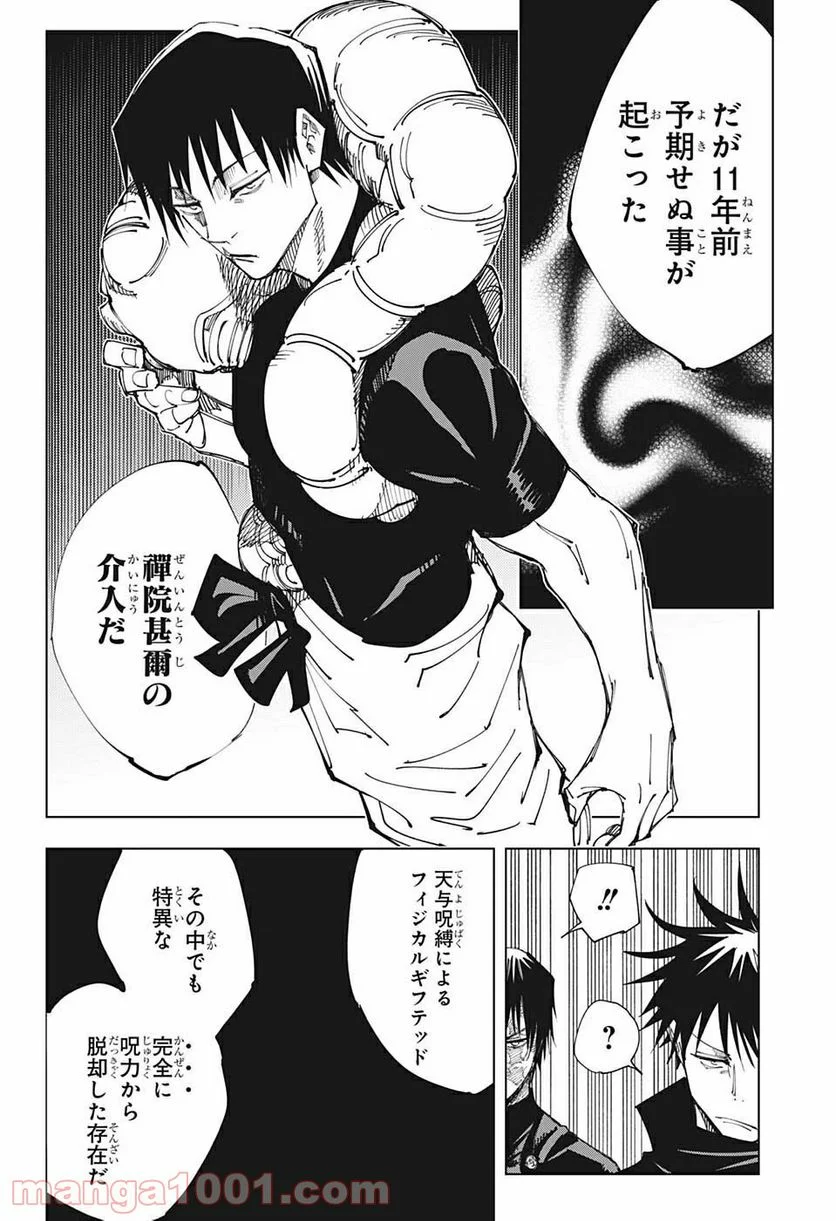 だが11年前
予期せぬ事が
起こった
禪院甚爾の
介入だ
!!
?
天与呪縛による
フィジカルギフテッド
その中でも
特異な
完全に
呪力から
脱却した存在だ
manga1001.com